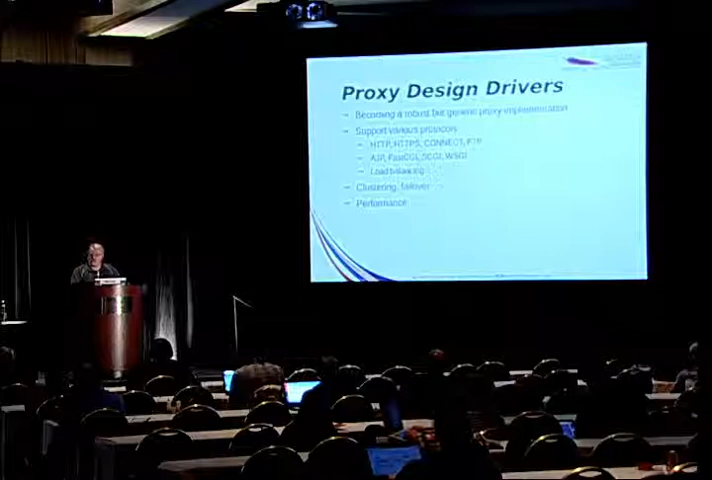 Proxy Design Drivers
– Becoming a robust but generic proxy implementation
– Support various protocols
– HTTP, HTTPS, CONNECT, FTP
– AJP, FastCGI, SCGI, WSGI
– Load balancing
– Clustering, failover
– Performance